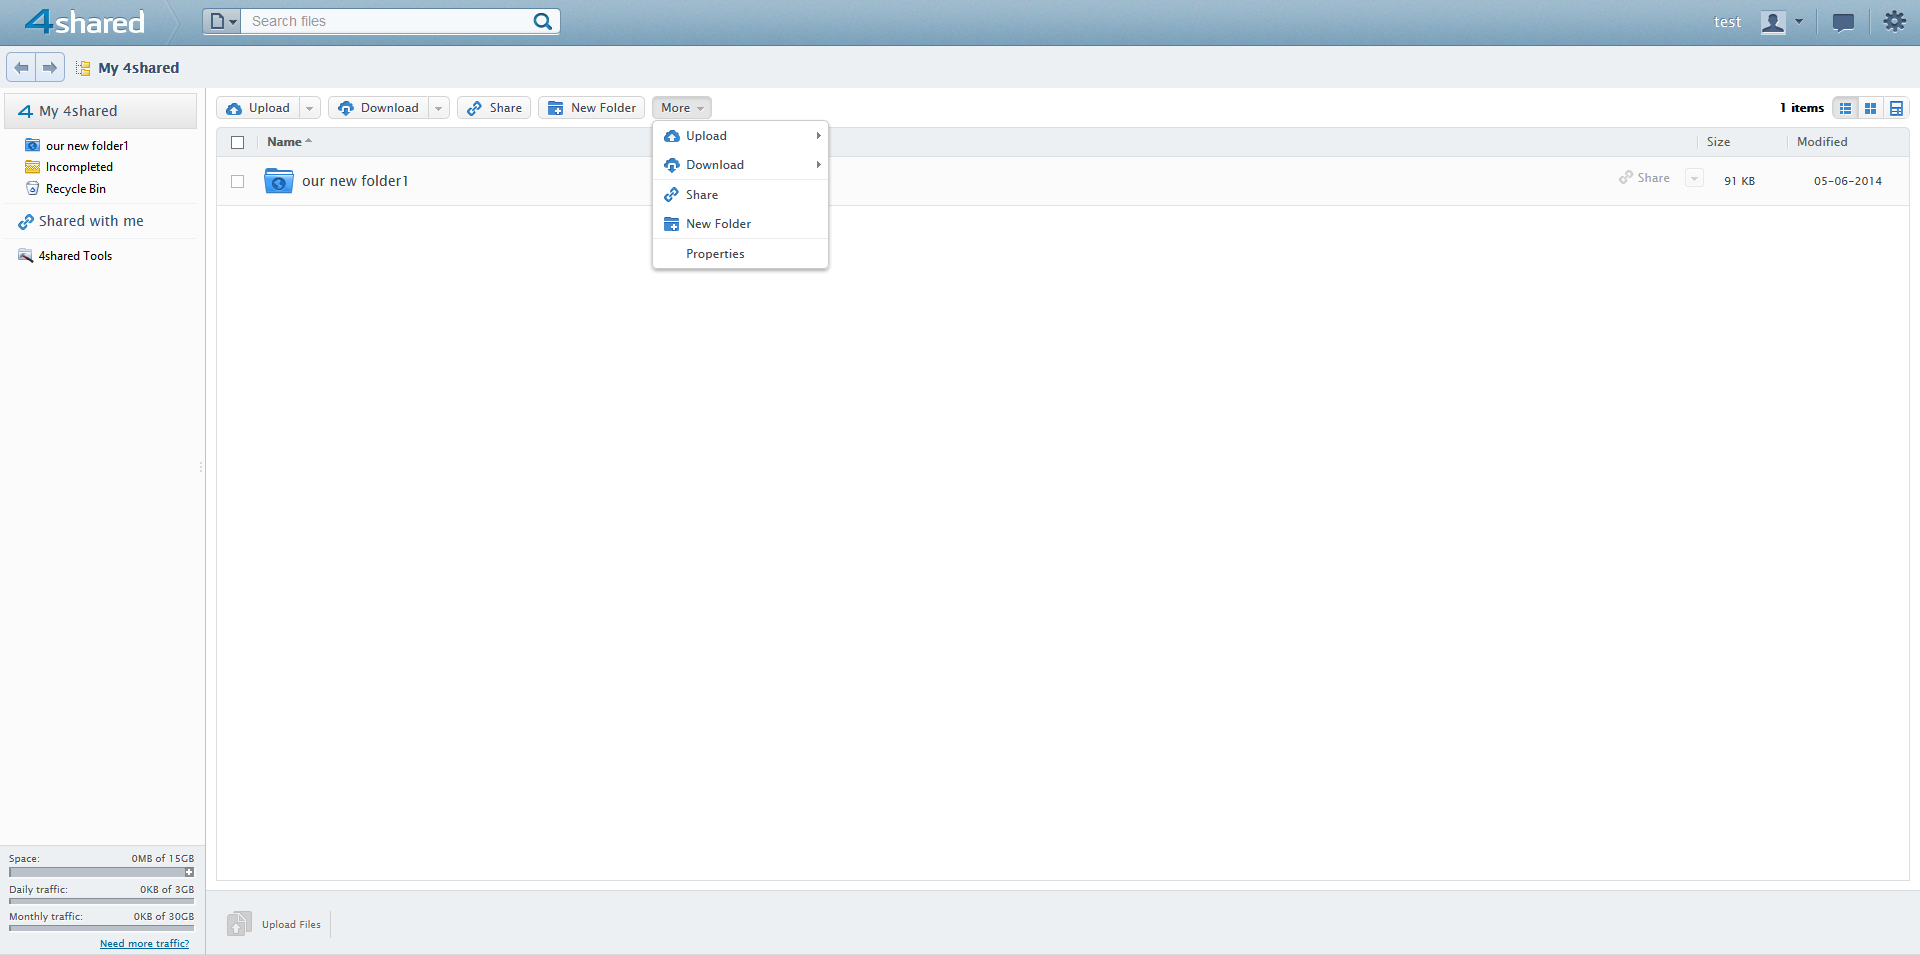 4shared
Search files
test
My 4shared
My 4shared
our new folder1
Incompleted
Recycle Bin
Shared with me
4shared Tools
Upload
Download
Share
New Folder
More
1 items
Name
Size
Modified
our new folder1
Share
91 KB
05-06-2014
Upload
Download
Share
New Folder
Properties
Space: 0MB of 15GB
Daily traffic: 0KB of 3GB
Monthly traffic: 0KB of 30GB
Need more traffic?
Upload Files